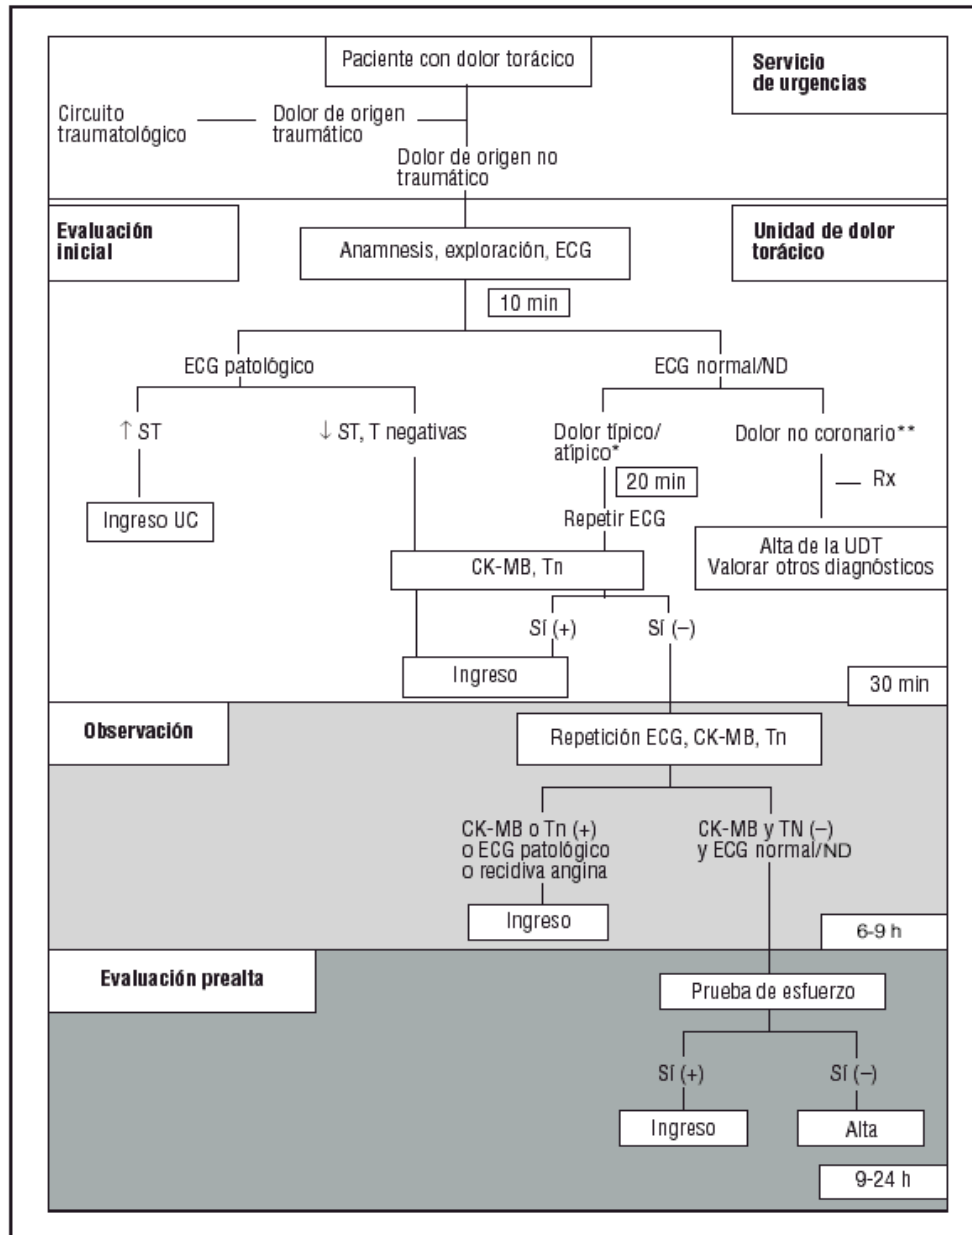 Paciente con dolor torácico
Servicio
de urgencias
Circuito
traumatológico
Dolor de origen
traumático
Dolor de origen no
traumático
Evaluación
inicial
Anamnesis, exploración, ECG
Unidad de dolor
torácico
10 min
ECG patológico
ECG normal/ND
↑ ST
↓ ST, T negativas
Dolor típico/
atípico*
Dolor no coronario**
20 min
Rx
Repetir ECG
Ingreso UC
Alta de la UDT
Valorar otros diagnósticos
CK-MB, Tn
Sí (+)
Sí (–)
Ingreso
30 min
Observación
Repetición ECG, CK-MB, Tn
CK-MB o Tn (+)
o ECG patológico
o recidiva angina
CK-MB y TN (–)
y ECG normal/ND
Ingreso
6-9 h
Evaluación prealta
Prueba de esfuerzo
Sí (+)
Sí (–)
Ingreso
Alta
9-24 h